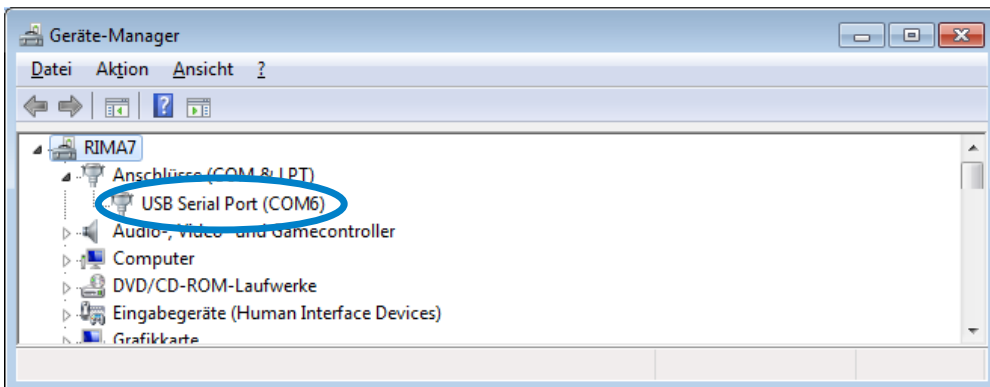 Geräte-Manager
Datei Aktion Ansicht ?
?
RIMA7
Anschlüsse (COM & LPT)
USB Serial Port (COM6)
Audio-, Video- und Gamecontroller
Computer
DVD/CD-ROM-Laufwerke
Eingabegeräte (Human Interface Devices)
Grafikkarte